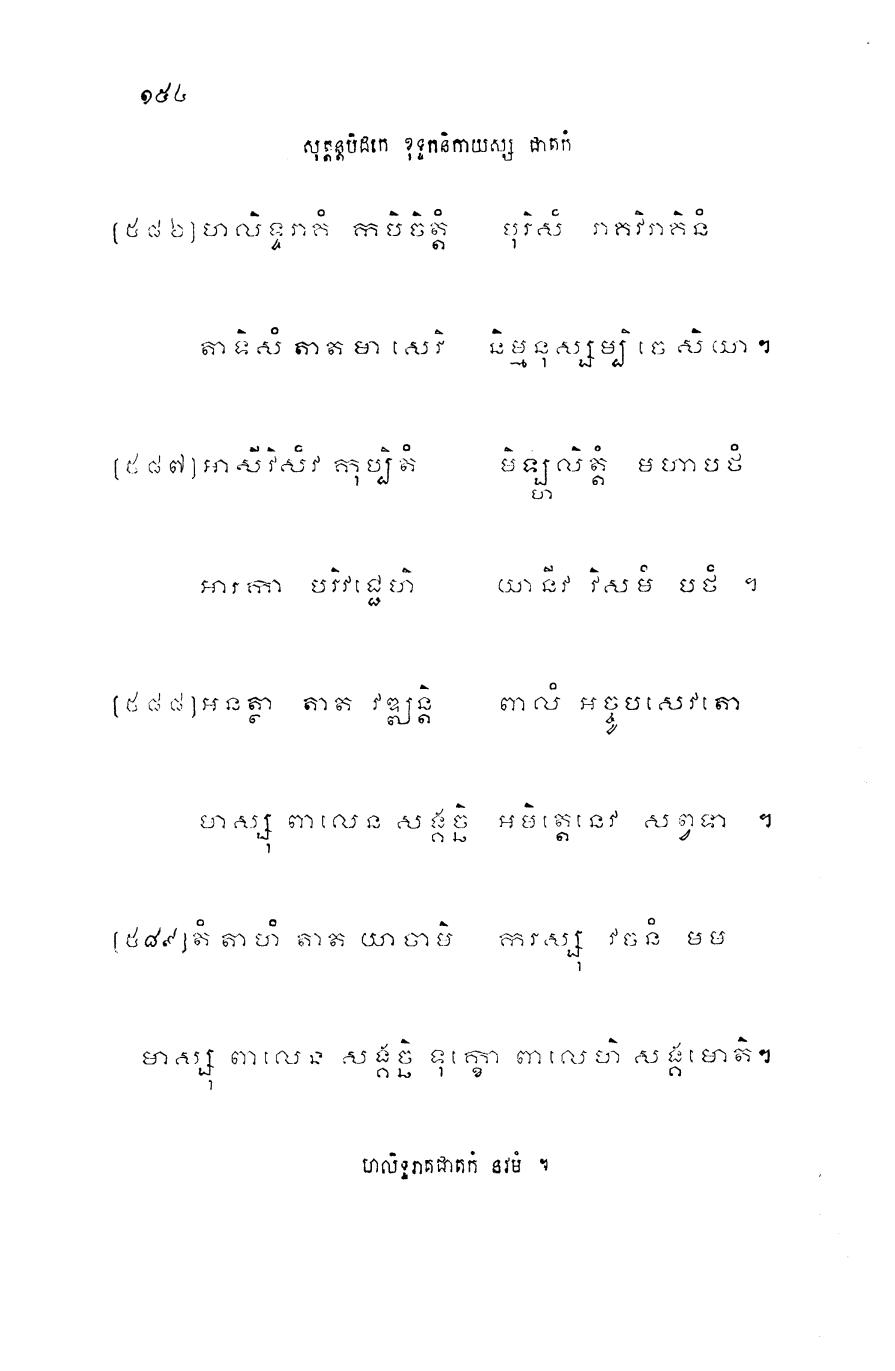 ១៥៤
សុត្តន្តបិដកេ ខុទ្ទកនិកាយស្ស ជាតកំ
[៥៨៦] ហលិទ្ទរាគំ កបិចិត្តំ បុរិសំ រាគវិរាគិនំ
តាទិសំ តាត មា សេវិ និម្មនុស្សម្បិ ចេ សិយា ។
[៥៨៧] អាសីវិសំវ កុប្បិតំ មិឡ្ហលិត្តំ មហាបថំ
អារកា បរិវជ្ជេហិ យានីវ វិសមំ បថំ ។
[៥៨៨] អនត្ថា តាត វឌ្ឍន្តិ ពាលំ អច្ចូបសេវតោ
មាស្សុ ពាលេន សង្គច្ឆិ អមិត្តេនេវ សព្វទា ។
[៥៨៩] តំ តាហំ តាត យាចាមិ ករស្សុ វចនំ មម
មាស្សុ ពាលេន សង្គច្ឆិ ទុក្ខោ ពាលេហិ សង្គមោតិ ។
ហលិទ្ទរាគជាតកំ នវមំ ។